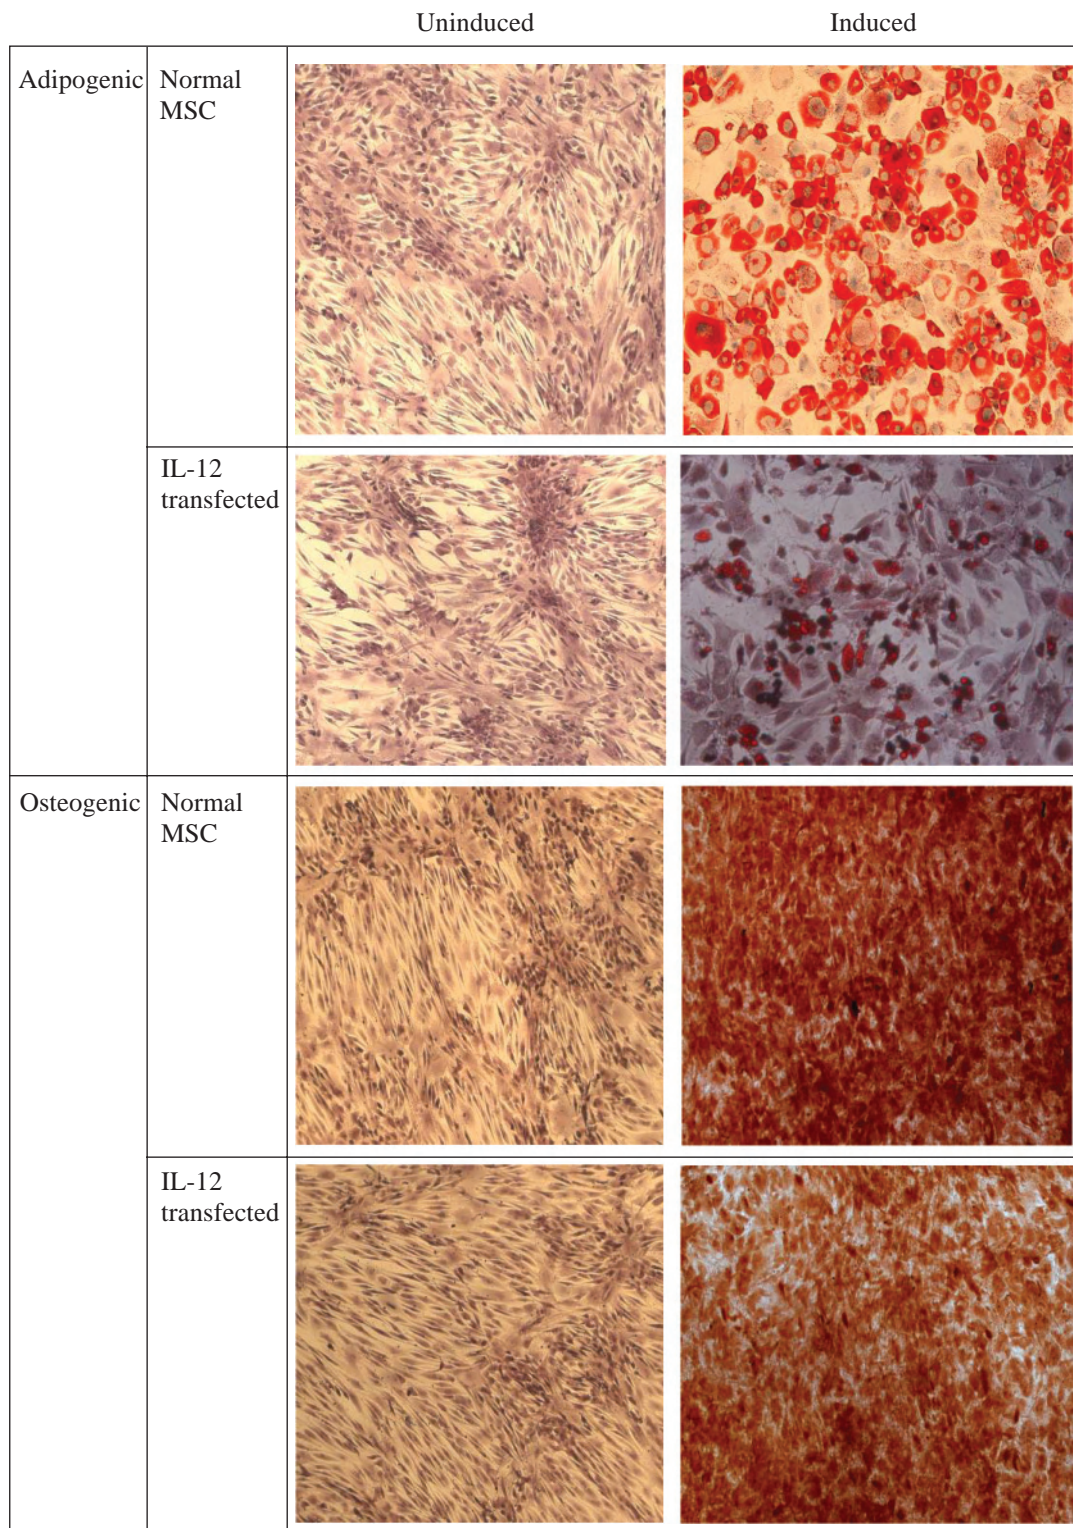 Uninduced Induced
Adipogenic Normal
MSC
IL-12
transfected
Osteogenic Normal
MSC
IL-12
transfected